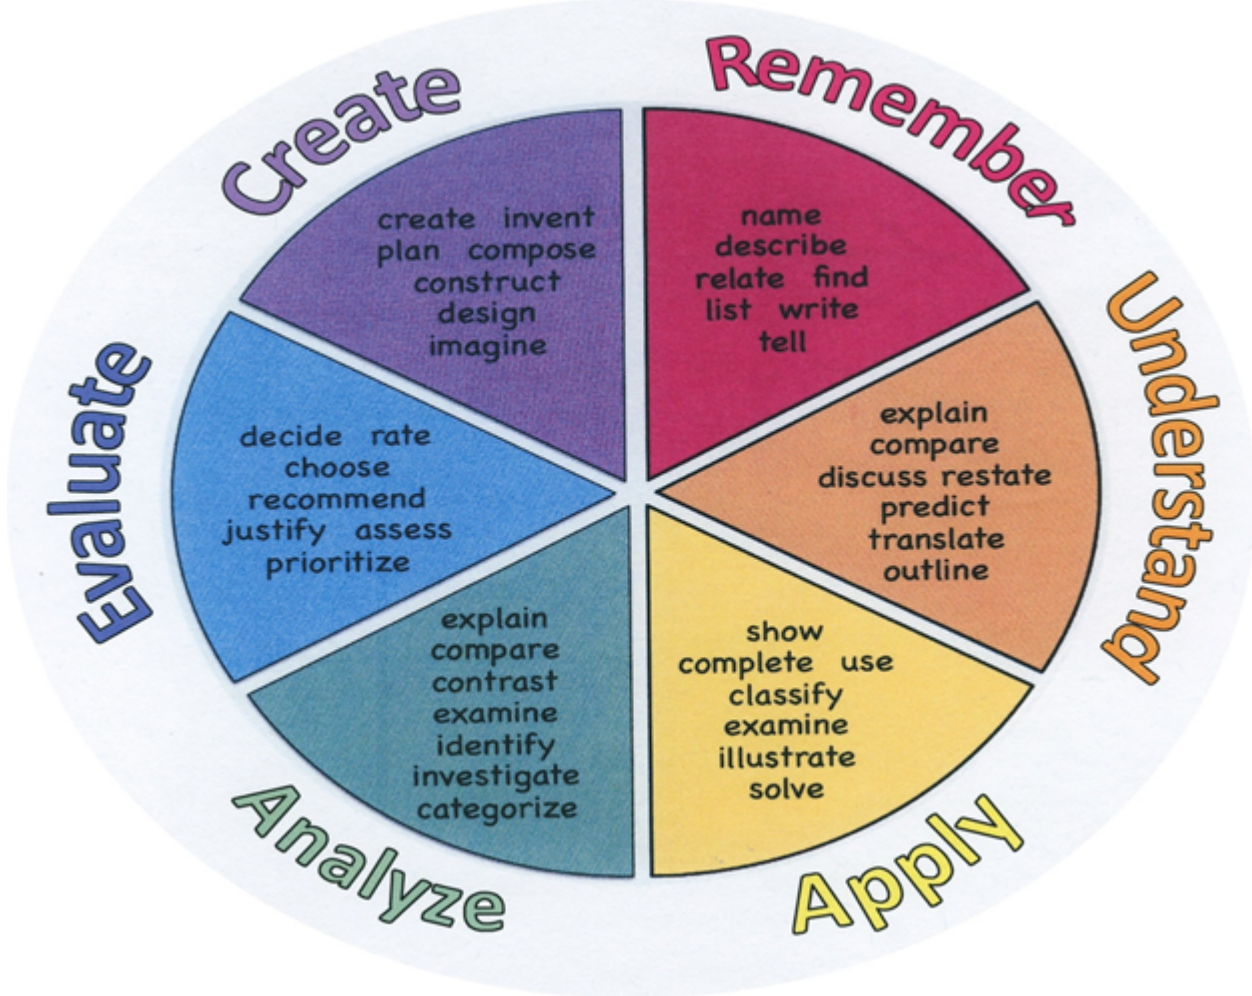 Remember
name
describe
relate find
list write
tell
Understand
explain
compare
discuss restate
predict
translate
outline
Apply
show
complete use
classify
examine
illustrate
solve
Analyze
explain
compare
contrast
examine
identify
investigate
categorize
Evaluate
decide rate
choose
recommend
justify assess
prioritize
Create
create invent
plan compose
construct
design
imagine